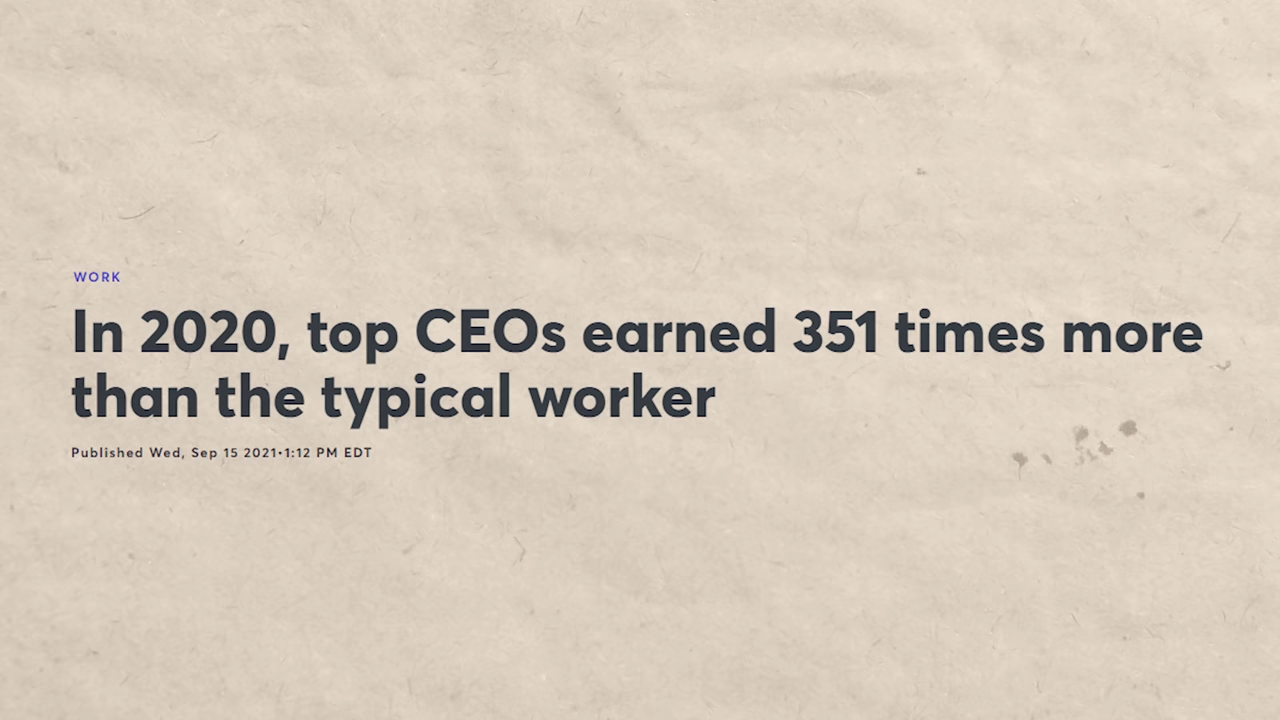 WORK
In 2020, top CEOs earned 351 times more
than the typical worker
Published Wed, Sep 15 2021•1:12 PM EDT